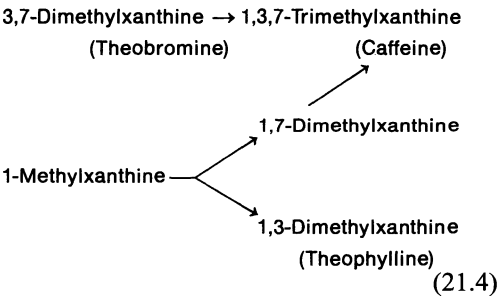 3,7-Dimethylxanthine → 1,3,7-Trimethylxanthine
(Theobromine) (Caffeine)
1,7-Dimethylxanthine
1-Methylxanthine
1,3-Dimethylxanthine
(Theophylline)
(21.4)